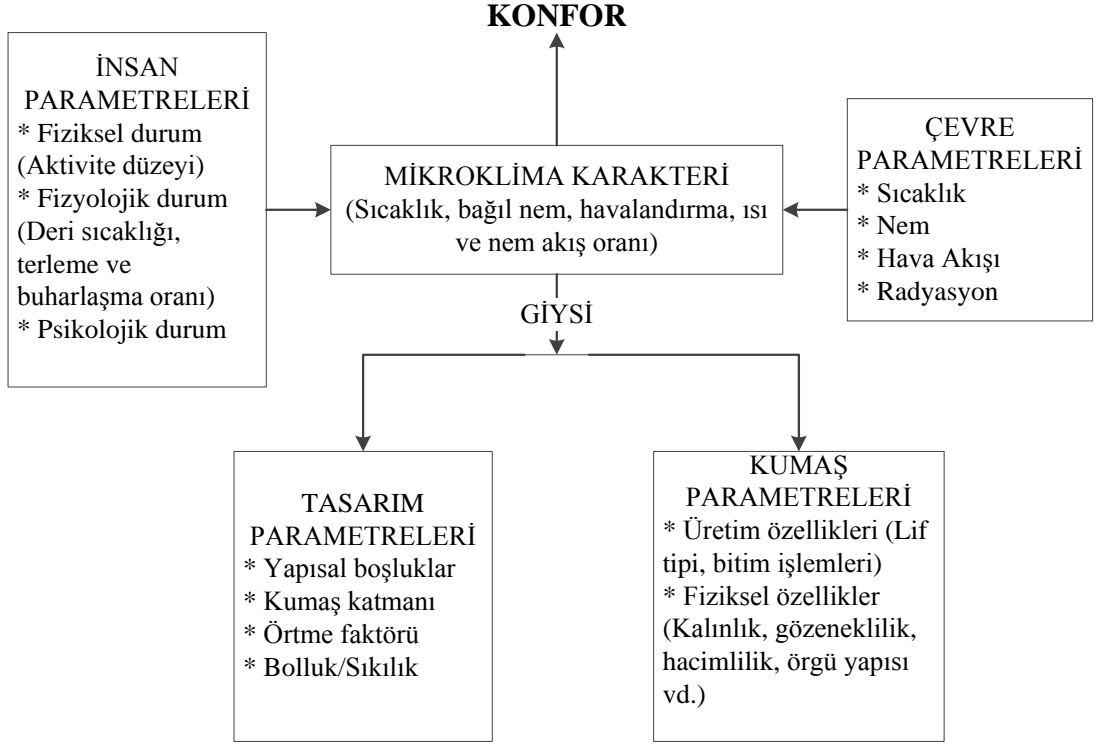 KONFOR
İNSAN
PARAMETRELERİ
* Fiziksel durum
(Aktivite düzeyi)
* Fizyolojik durum
(Deri sıcaklığı,
terleme ve
buharlaşma oranı)
* Psikolojik durum
MİKROKLİMA KARAKTERİ
(Sıcaklık, bağıl nem, havalandırma, ısı
ve nem akış oranı)
ÇEVRE
PARAMETRELERİ
* Sıcaklık
* Nem
* Hava Akışı
* Radyasyon
GİYSİ
TASARIM
PARAMETRELERİ
* Yapısal boşluklar
* Kumaş katmanı
* Örtme faktörü
* Bolluk/Sıkılık
KUMAŞ
PARAMETRELERİ
* Üretim özellikleri (Lif
tipi, bitim işlemleri)
* Fiziksel özellikler
(Kalınlık, gözeneklilik,
hacimlilik, örgü yapısı
vd.)